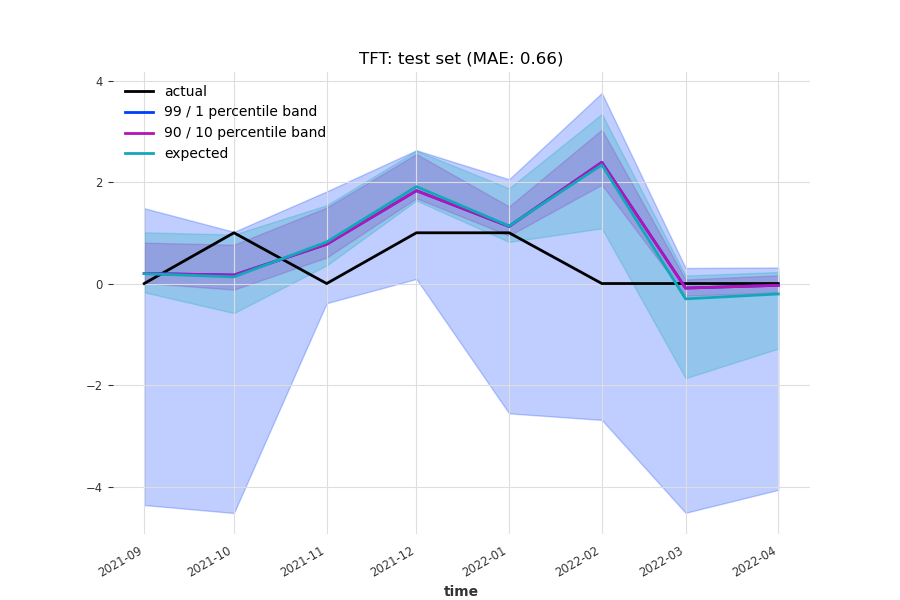 TFT: test set (MAE: 0.66)
4
actual
99 / 1 percentile band
90 / 10 percentile band
expected
2
0
−2
−4
2021-09
2021-10
2021-11
2021-12
2022-01
2022-02
2022-03
2022-04
time